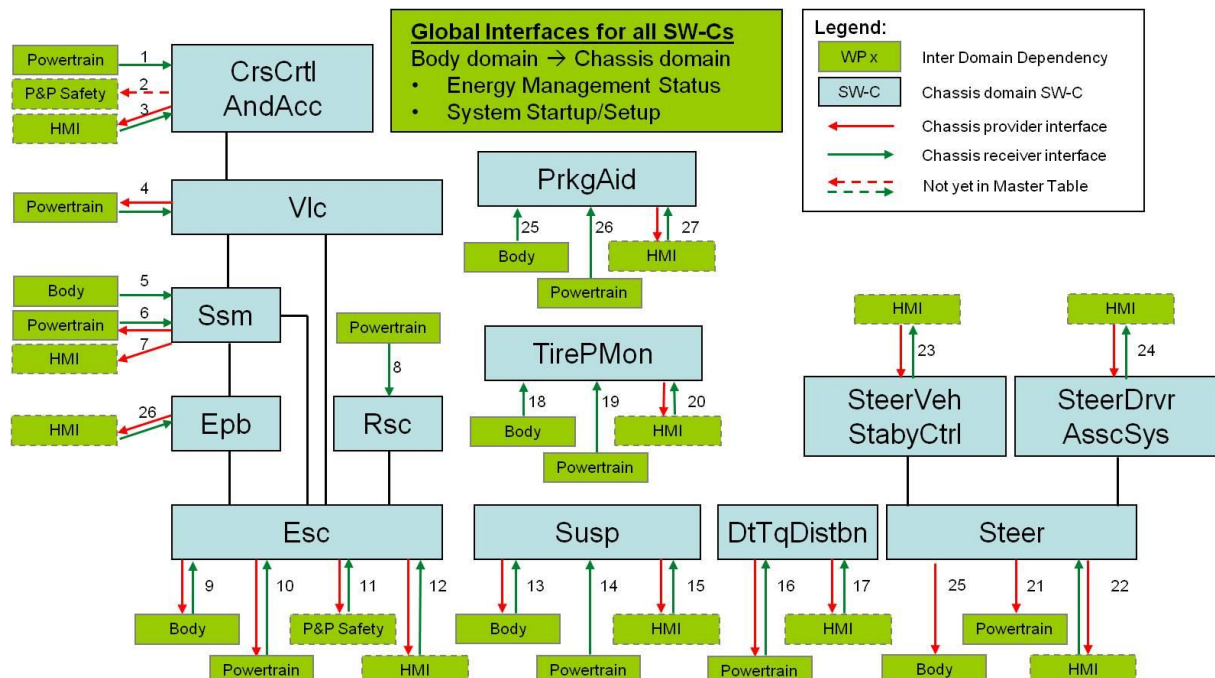 Global Interfaces for all SW-Cs
Body domain → Chassis domain
• Energy Management Status
• System Startup/Setup
Legend:
WP x
Inter Domain Dependency
SW-C
Chassis domain SW-C
Chassis provider interface
Chassis receiver interface
Not yet in Master Table
Powertrain
1
P&P Safety
2
HMI
3
CrsCrtl
AndAcc
Powertrain
4
Vlc
Body
5
Powertrain
6
HMI
7
Ssm
Powertrain
8
HMI
26
Epb
Rsc
PrkgAid
25
26
27
Body
HMI
Powertrain
TirePMon
18
19
20
Body
HMI
Powertrain
HMI
23
HMI
24
SteerVeh
StabyCtrl
SteerDrvr
AsscSys
Esc
9
10
11
12
Body
P&P Safety
Powertrain
HMI
Susp
13
14
15
Body
HMI
Powertrain
DtTqDistbn
16
17
HMI
Powertrain
Steer
25
21
22
Powertrain
Body
HMI